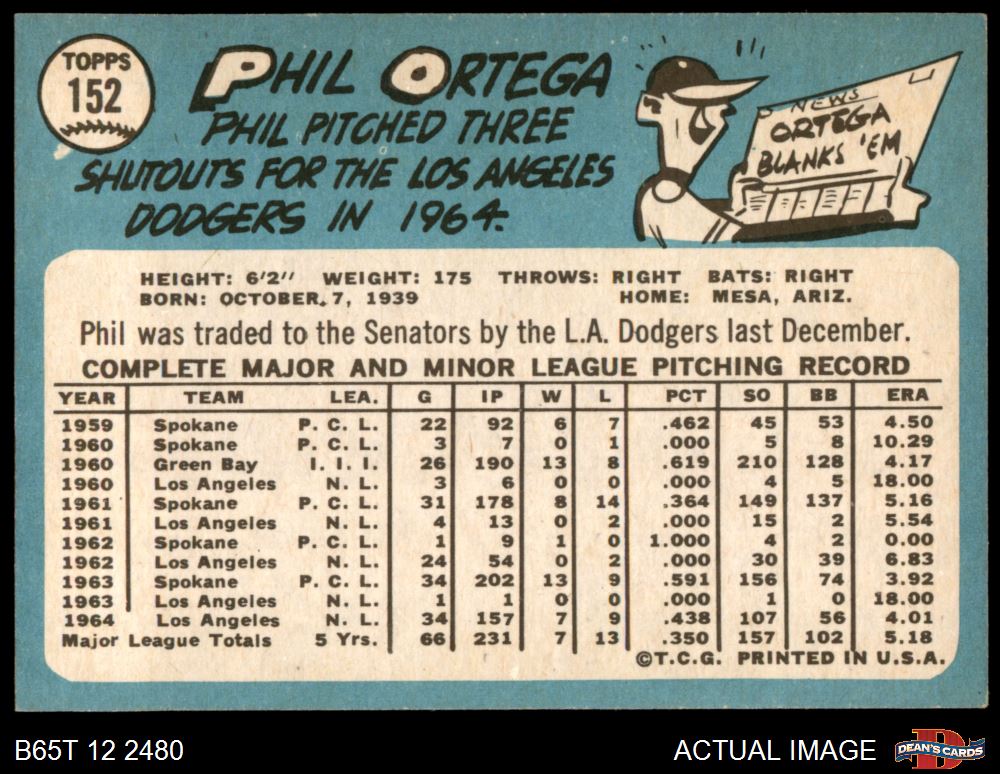 TOPPS
152
PHIL ORTEGA
PHIL PITCHED THREE
SHUTOUTS FOR THE LOS ANGELES
DODGERS IN 1964.
NEWS
ORTEGA
BLANKS 'EM
HEIGHT: 6'2" WEIGHT: 175 THROWS: RIGHT BATS: RIGHT
BORN: OCTOBER 7, 1939 HOME: MESA, ARIZ.
Phil was traded to the Senators by the L.A. Dodgers last December.
COMPLETE MAJOR AND MINOR LEAGUE PITCHING RECORD
YEAR TEAM LEA. G IP W L PCT SO BB ERA
1959 Spokane P. C. L. 22 92 6 7 .462 45 53 4.50
1960 Spokane P. C. L. 3 7 0 1 .000 5 8 10.29
1960 Green Bay I. I. I. 26 190 13 8 .619 210 128 4.17
1960 Los Angeles N. L. 3 6 0 0 .000 4 5 18.00
1961 Spokane P. C. L. 31 178 8 14 .364 149 137 5.16
1961 Los Angeles N. L. 4 13 0 2 .000 15 2 5.54
1962 Spokane P. C. L. 1 9 1 0 1.000 4 2 0.00
1962 Los Angeles N. L. 24 54 0 2 .000 30 39 6.83
1963 Spokane P. C. L. 34 202 13 9 .591 156 74 3.92
1963 Los Angeles N. L. 1 1 0 0 .000 1 0 18.00
1964 Los Angeles N. L. 34 157 7 9 .438 107 56 4.01
Major League Totals 5 Yrs. 66 231 7 13 .350 157 102 5.18
©T.C.G. PRINTED IN U.S.A.
B65T 12 2480
ACTUAL IMAGE
D
DEAN'S CARDS